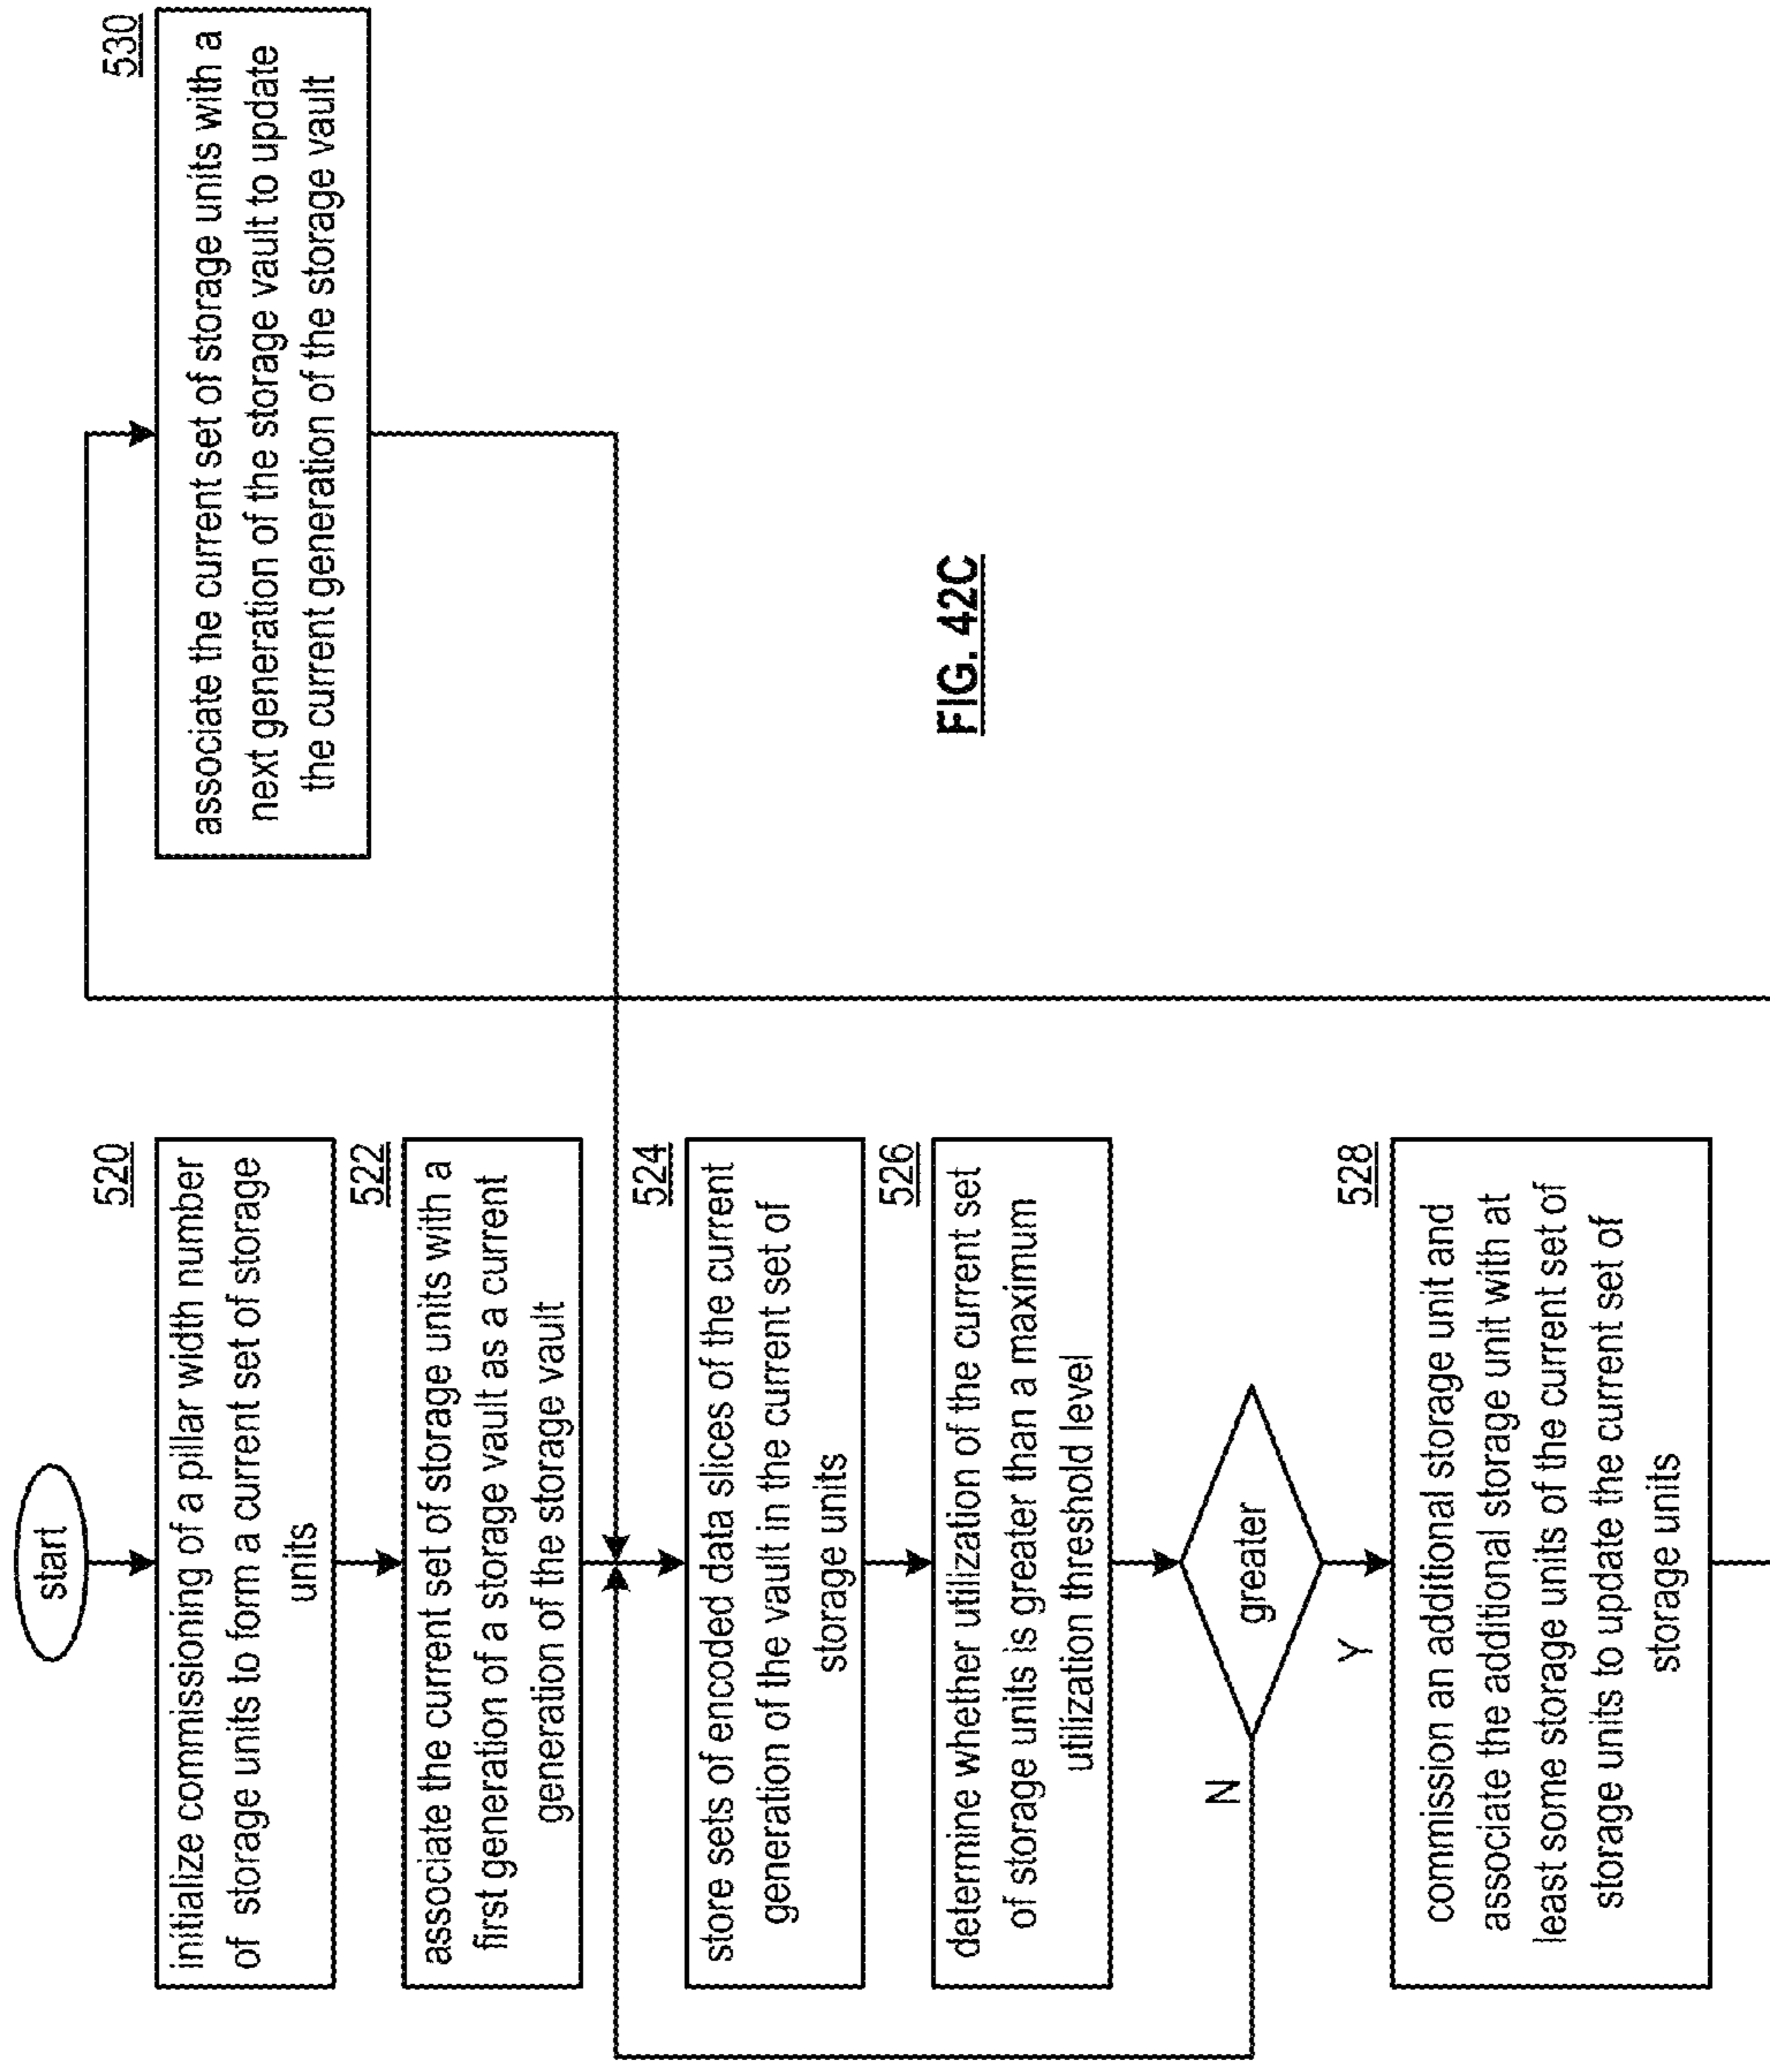 start
520
initialize commissioning of a pillar width number
of storage units to form a current set of storage
units
522
associate the current set of storage units with a
first generation of a storage vault as a current
generation of the storage vault
524
store sets of encoded data slices of the current
generation of the vault in the current set of
storage units
526
determine whether utilization of the current set
of storage units is greater than a maximum
utilization threshold level
greater
N
Y
528
commission an additional storage unit and
associate the additional storage unit with at
least some storage units of the current set of
storage units to update the current set of
storage units
530
associate the current set of storage units with a
next generation of the storage vault to update
the current generation of the storage vault
FIG. 42C